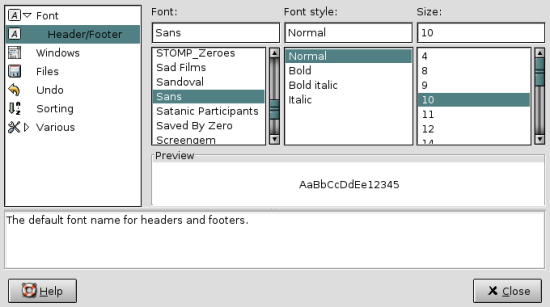 Font
Header/Footer
Windows
Files
Undo
Sorting
Various
Font:
Sans
STOMP_Zeroes
Sad Films
Sandoval
Sans
Satanic Participants
Saved By Zero
Screengem
Font style:
Normal
Normal
Bold
Bold italic
Italic
Size:
10
4
8
9
10
11
12
14
Preview
AaBbCcDdEe12345
The default font name for headers and footers.
Help
Close